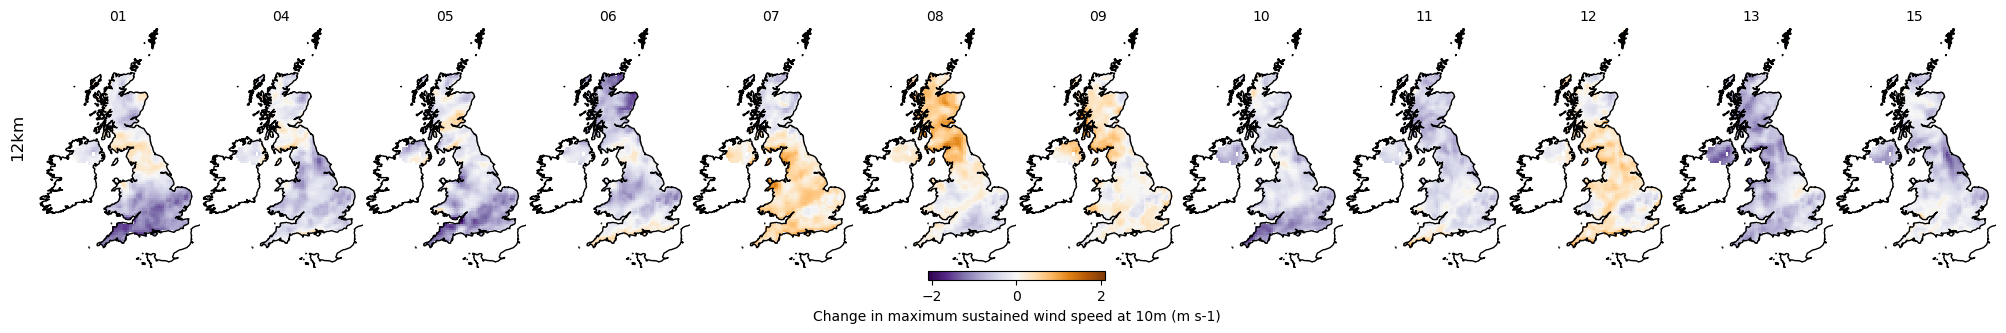 01 04 05 06 07 08 09 10 11 12 13 15
12km
−2 0 2
Change in maximum sustained wind speed at 10m (m s-1)